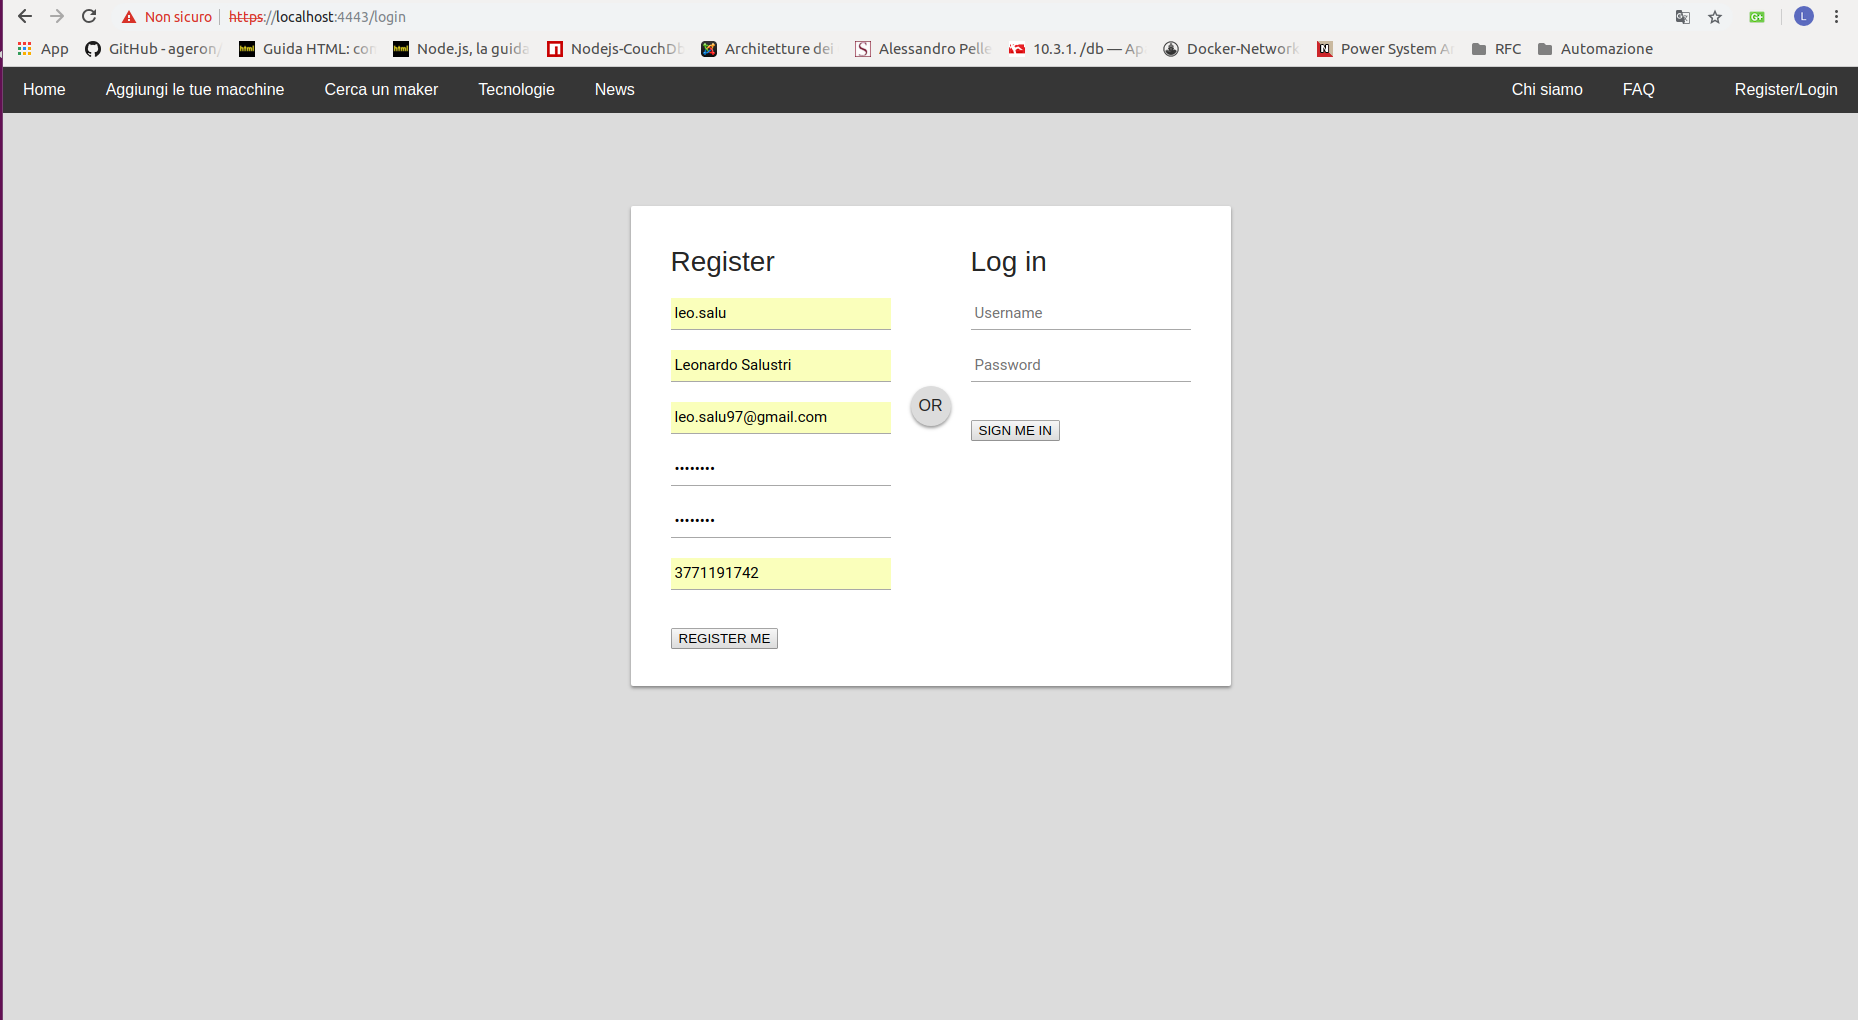 Non sicuro https://localhost:4443/login
App GitHub - ageron/ Guida HTML: con Node.js, la guida Nodejs-CouchDb Architetture dei Alessandro Pelle 10.3.1. /db — Ap Docker-Network Power System An RFC Automazione
Home Aggiungi le tue macchine Cerca un maker Tecnologie News Chi siamo FAQ Register/Login
Register
leo.salu
Leonardo Salustri
leo.salu97@gmail.com
••••••••
••••••••
3771191742
REGISTER ME
OR
Log in
Username
Password
SIGN ME IN